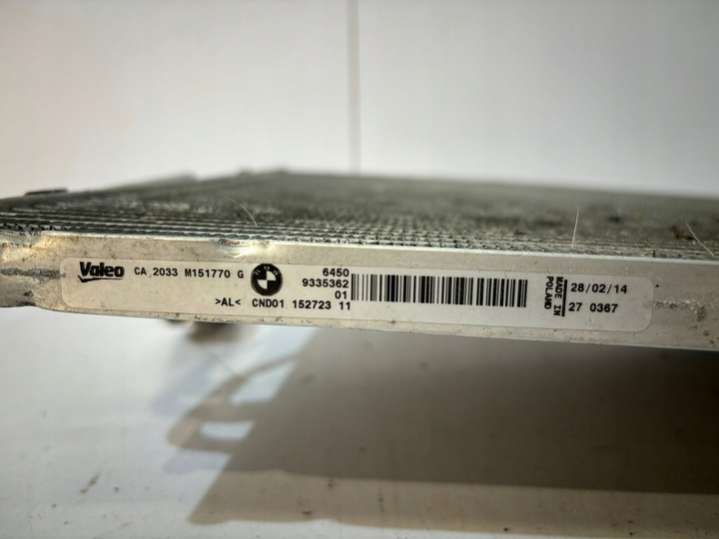 Valeo CA 2033 M151770 G
>AL< CND01 152723 11
6450
9335362
01
MADE IN
POLAND
28/02/14
27 0367